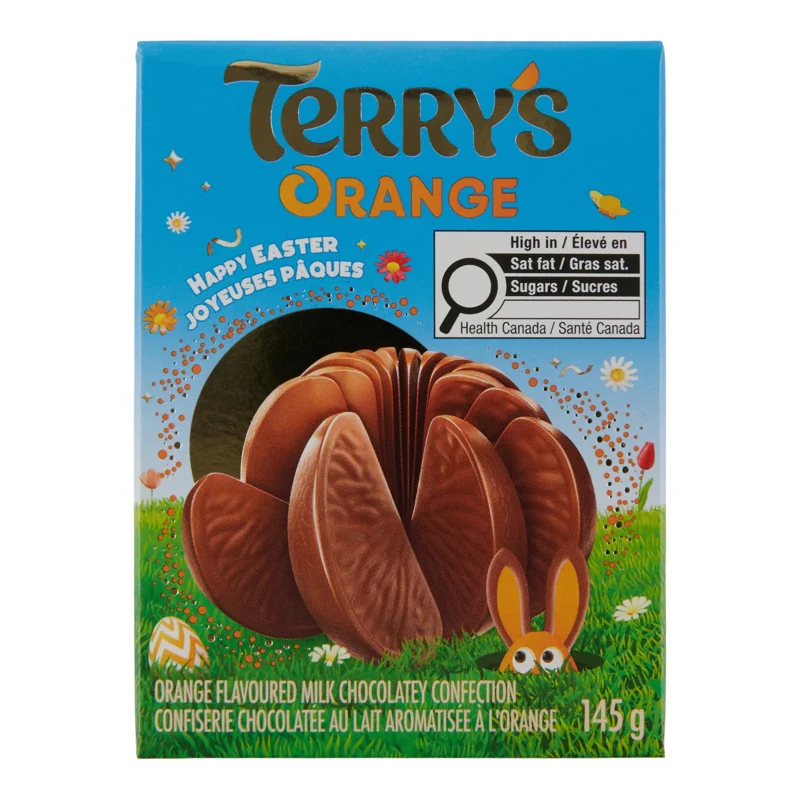 TERRY'S
ORANGE
HAPPY EASTER
JOYEUSES PÂQUES
High in / Élevé en
Sat fat / Gras sat.
Sugars / Sucres
Health Canada / Santé Canada
ORANGE FLAVOURED MILK CHOCOLATEY CONFECTION
CONFISERIE CHOCOLATÉE AU LAIT AROMATISÉE À L'ORANGE 145 g